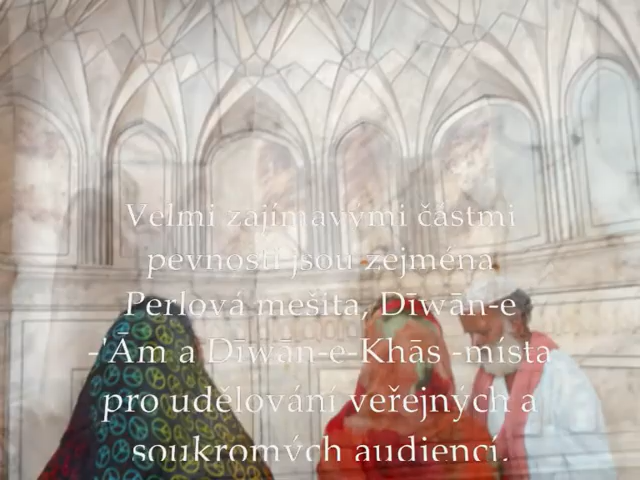 Velmi zajímavými částmi
pevnosti jsou zejména
Perlová mešita, Dīwān-e
-'Ām a Dīwān-e-Khās -místa
pro udělování veřejných a
soukromých audiencí.